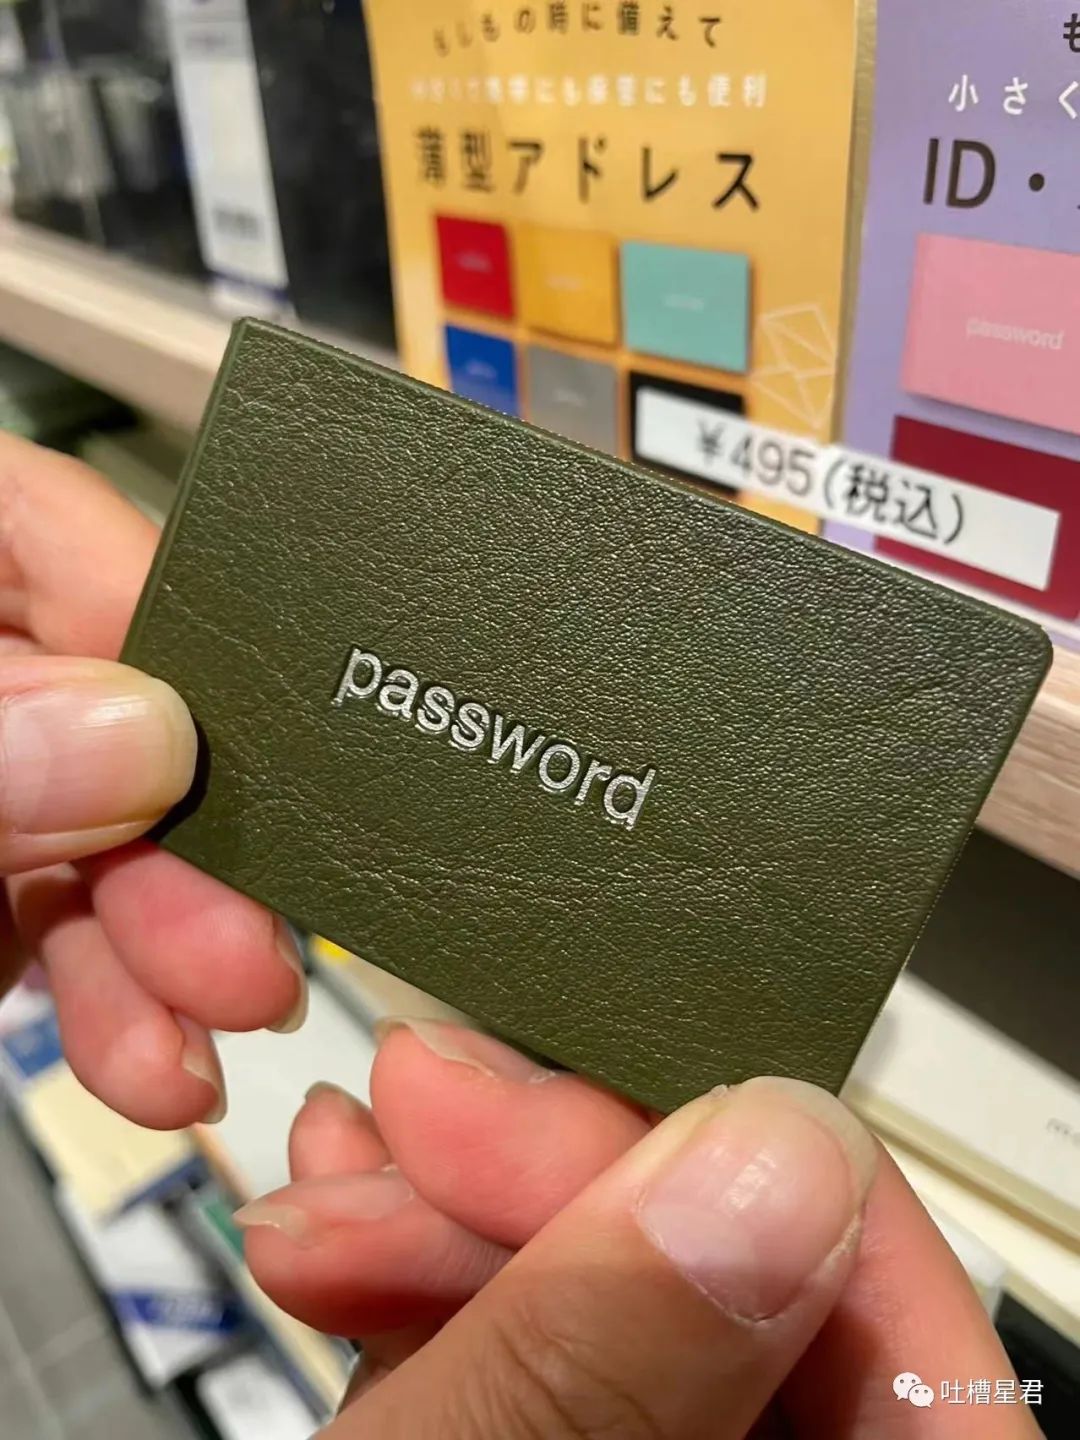 もしもの時に備えて
薄型アドレス
も
小さく
ID・
password
¥495(税込)
password
吐槽星君